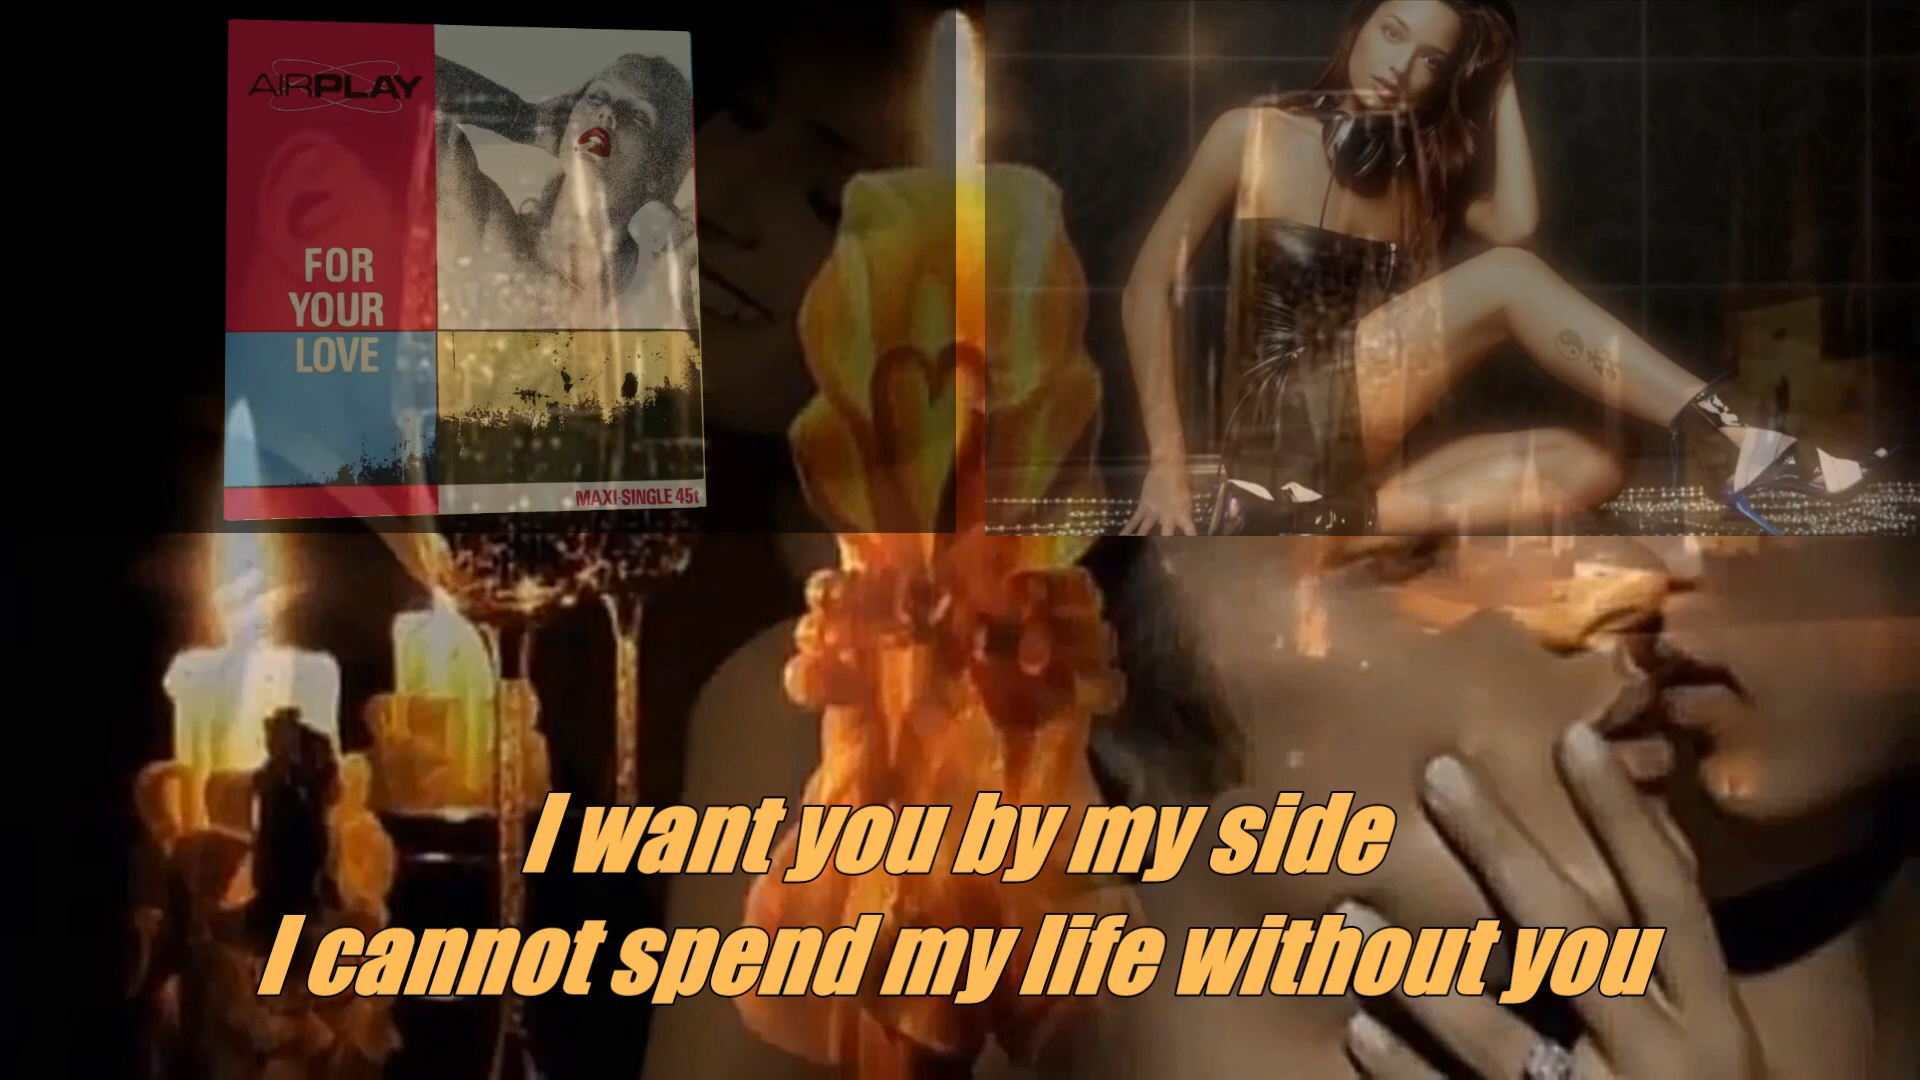 AIRPLAY
FOR
YOUR
LOVE
MAXI-SINGLE 45t
I want you by my side
I cannot spend my life without you